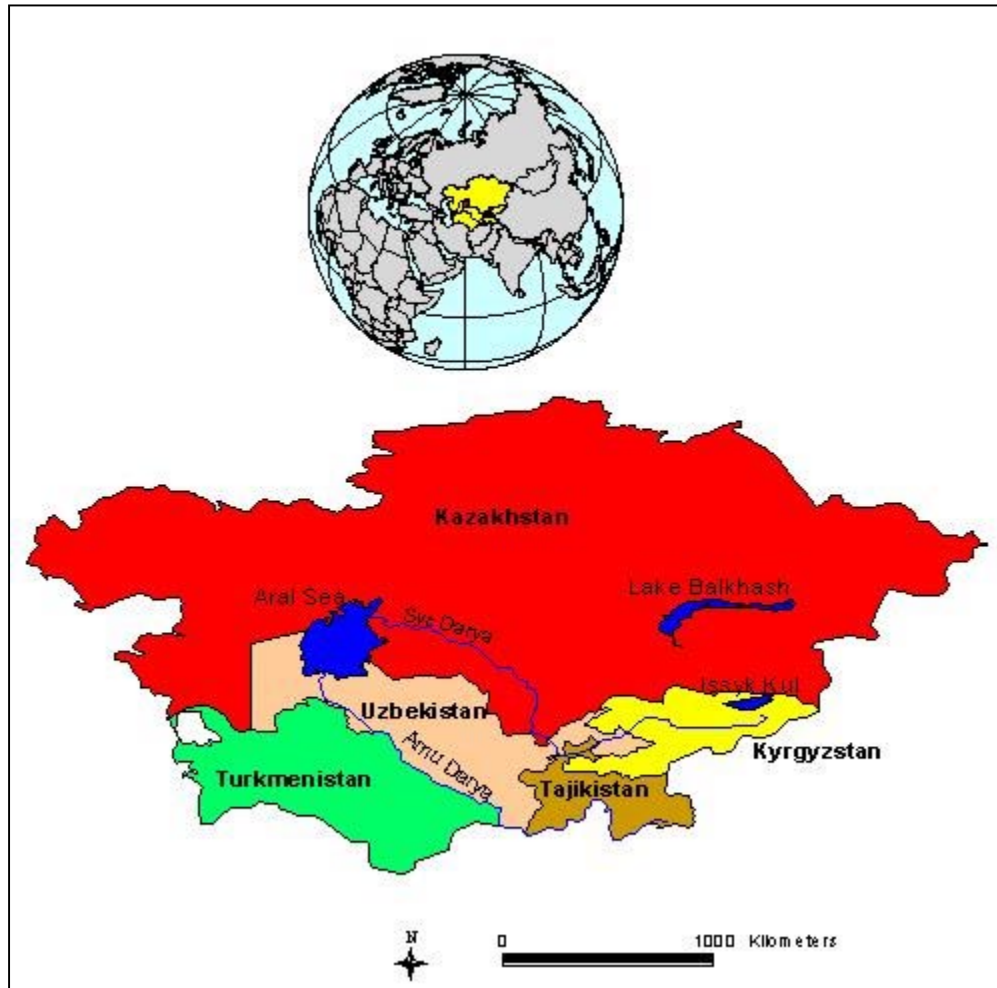 Kazakhstan
Aral Sea
Lake Balkhash
Syr Darya
Issyk Kul
Uzbekistan
Kyrgyzstan
Amu Darya
Turkmenistan
Tajikistan
N
0 1000 Kilometers